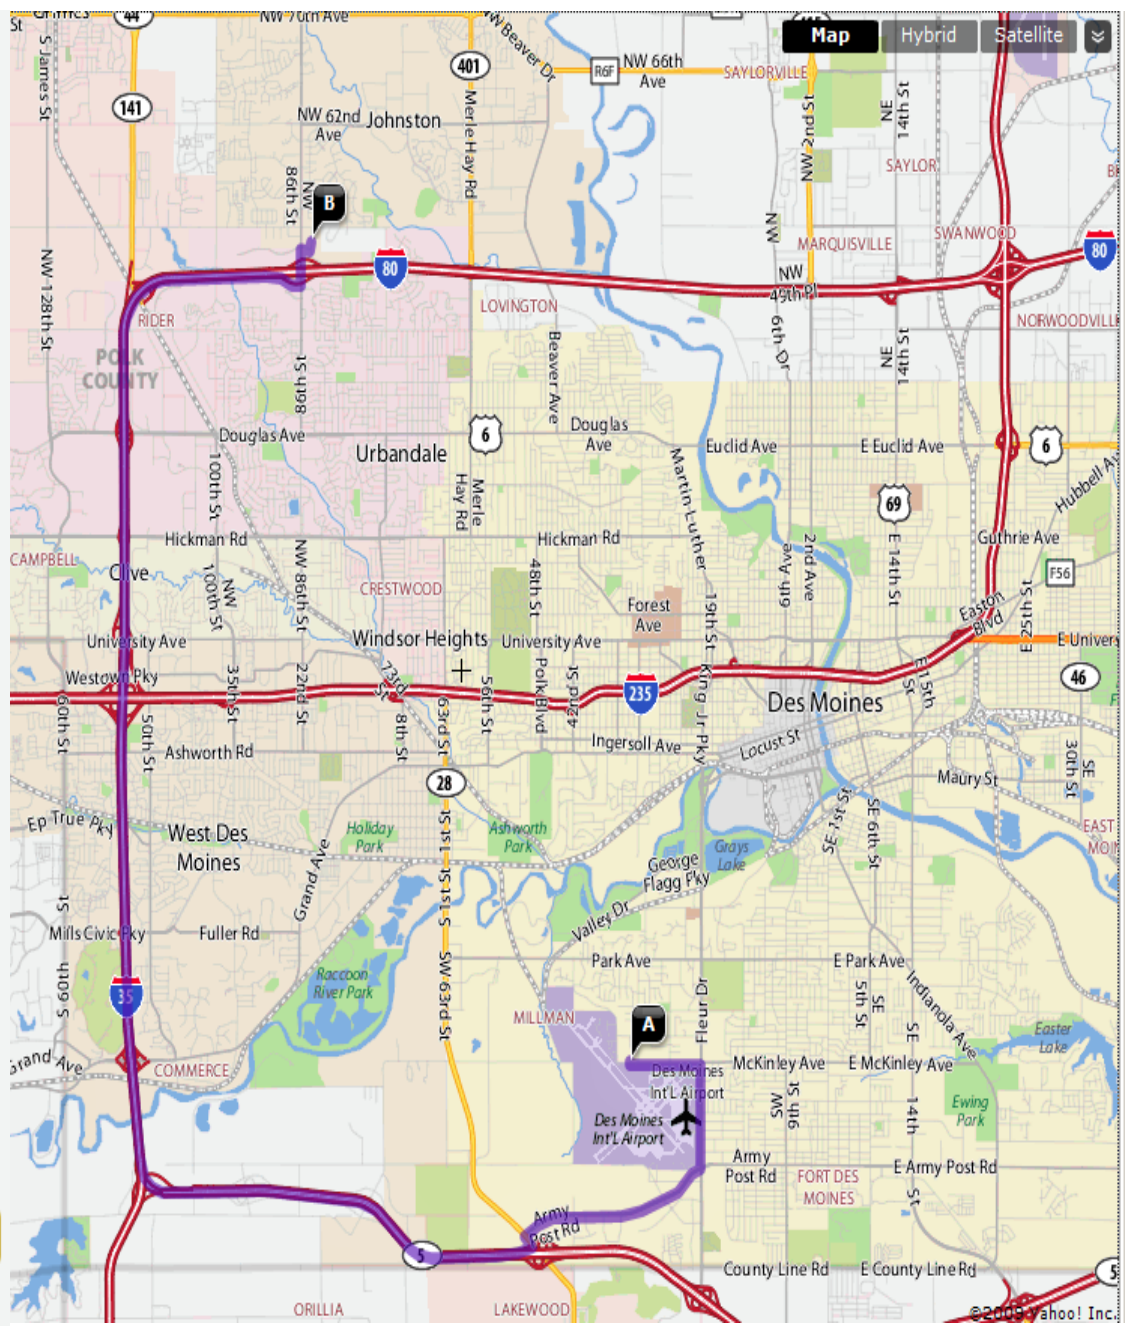 44
NW 70th Ave
NW Beaver Dr
Map
Hybrid
Satellite
St
S James St
401
R6F
NW 66th
Ave
SAYLORVILLE
141
NW 62nd
Ave
Johnston
Merle Hay Rd
NW 2nd St
NE
14th St
SAYLOR
NW
86th St
B
NW
MARQUISVILLE
SWANWOOD
80
80
NW 128th St
NW
49th Pl
RIDER
LOVINGTON
6th Dr
NORWOODVILLE
POLK
COUNTY
86th St
Beaver Ave
NE
14th St
Douglas Ave
6
Douglas
Ave
Euclid Ave
E Euclid Ave
6
Urbandale
100th St
Merle
Hay Rd
Martin Luther
69
Hubbell Av
Hickman Rd
Hickman Rd
Guthrie Ave
CAMPBELL
Clive
NW
100th St
NW 86th St
CRESTWOOD
48th St
6th Ave
2nd Ave
E 14th St
F56
Forest
Ave
19th St
Easton
Blvd
E 25th St
University Ave
Windsor Heights
University Ave
E Univers
Westown Pky
35th St
22nd St
73rd
St
Polk Blvd
42nd St
King Jr Pky
E 15th
St
46
60th St
50th St
8th St
63rd St
56th St
235
Des Moines
Ashworth Rd
Ingersoll Ave
Locust St
28
Maury St
SE
30th St
Ep True Pky
West Des
Moines
Holiday
Park
S 1st St
Ashworth
Park
SE 1st St
SE 6th St
EAST
Grand Ave
George
Flagg Pky
Grays
Lake
S 60th St
Mills Civic Pky
Fuller Rd
S 1st St
Valley Dr
Park Ave
E Park Ave
35
Raccoon
River Park
SW 63rd St
MILLMAN
A
Fleur Dr
SE
5th St
Indianola Ave
Easter
Lake
Grand Ave
COMMERCE
Des Moines
Int'L Airport
McKinley Ave
E McKinley Ave
SE
14th
St
Des Moines
Int'L Airport
SW
9th St
Ewing
Park
Army
Post Rd
FORT DES
MOINES
E Army Post Rd
Army
Post Rd
5
County Line Rd
E County Line Rd
5
ORILLIA
LAKEWOOD
©2009 Yahoo! Inc.